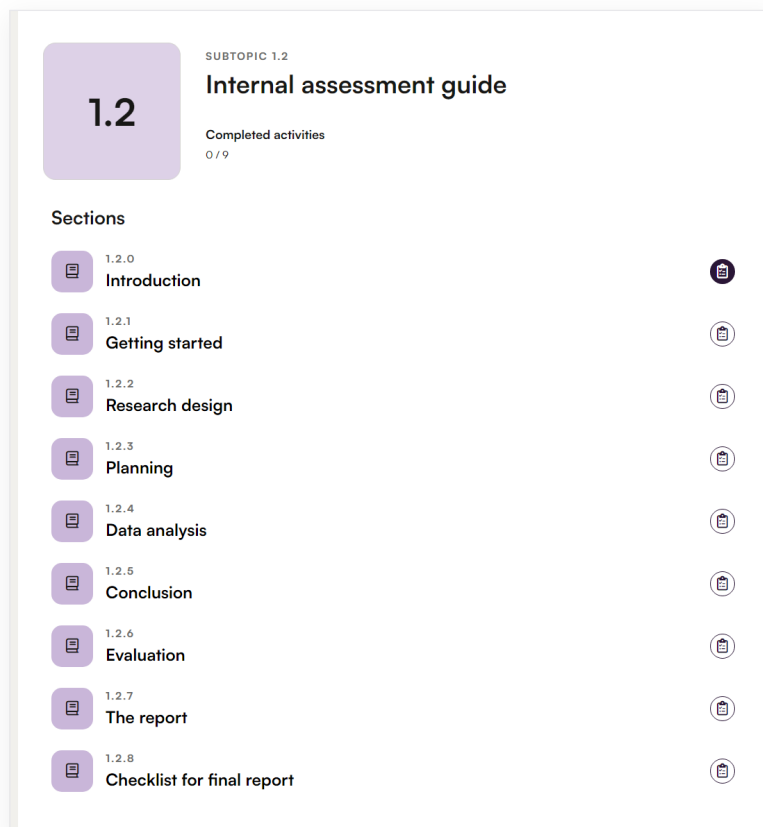 1.2
SUBTOPIC 1.2
Internal assessment guide
Completed activities
0 / 9
Sections
1.2.0
Introduction
1.2.1
Getting started
1.2.2
Research design
1.2.3
Planning
1.2.4
Data analysis
1.2.5
Conclusion
1.2.6
Evaluation
1.2.7
The report
1.2.8
Checklist for final report